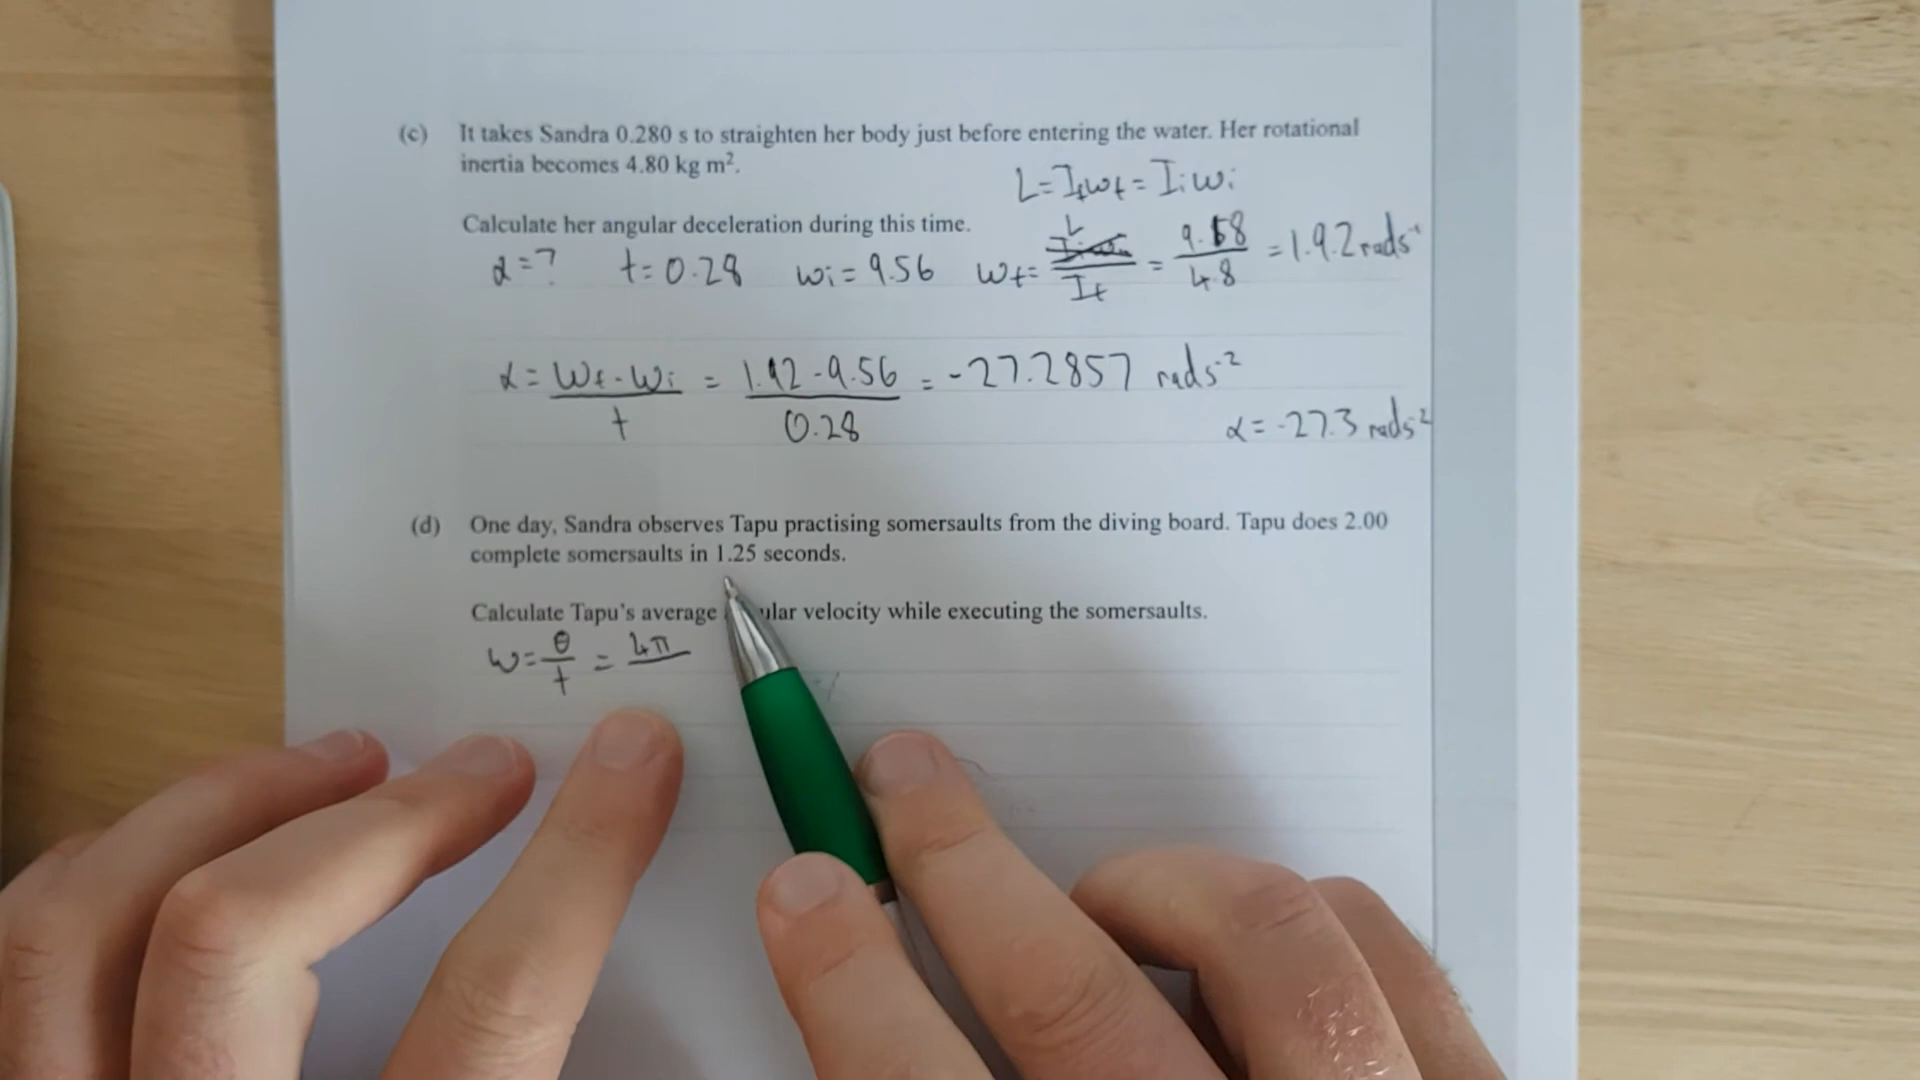 (c) It takes Sandra 0.280 s to straighten her body just before entering the water. Her rotational
inertia becomes 4.80 kg m².
L = I_f ω_f = I_i ω_i
Calculate her angular deceleration during this time.
α = ? t = 0.28 ω_i = 9.56 ω_f = L / I_f = / 4.8 = 1.92 rads⁻¹
α = (ω_f - ω_i) / t = (1.92 - 9.56) / 0.28 = -27.2857 rads⁻²
α = -27.3 rads⁻²
(d) One day, Sandra observes Tapu practising somersaults from the diving board. Tapu does 2.00
complete somersaults in 1.25 seconds.
Calculate Tapu's average ular velocity while executing the somersaults.
ω = θ / t = 4π